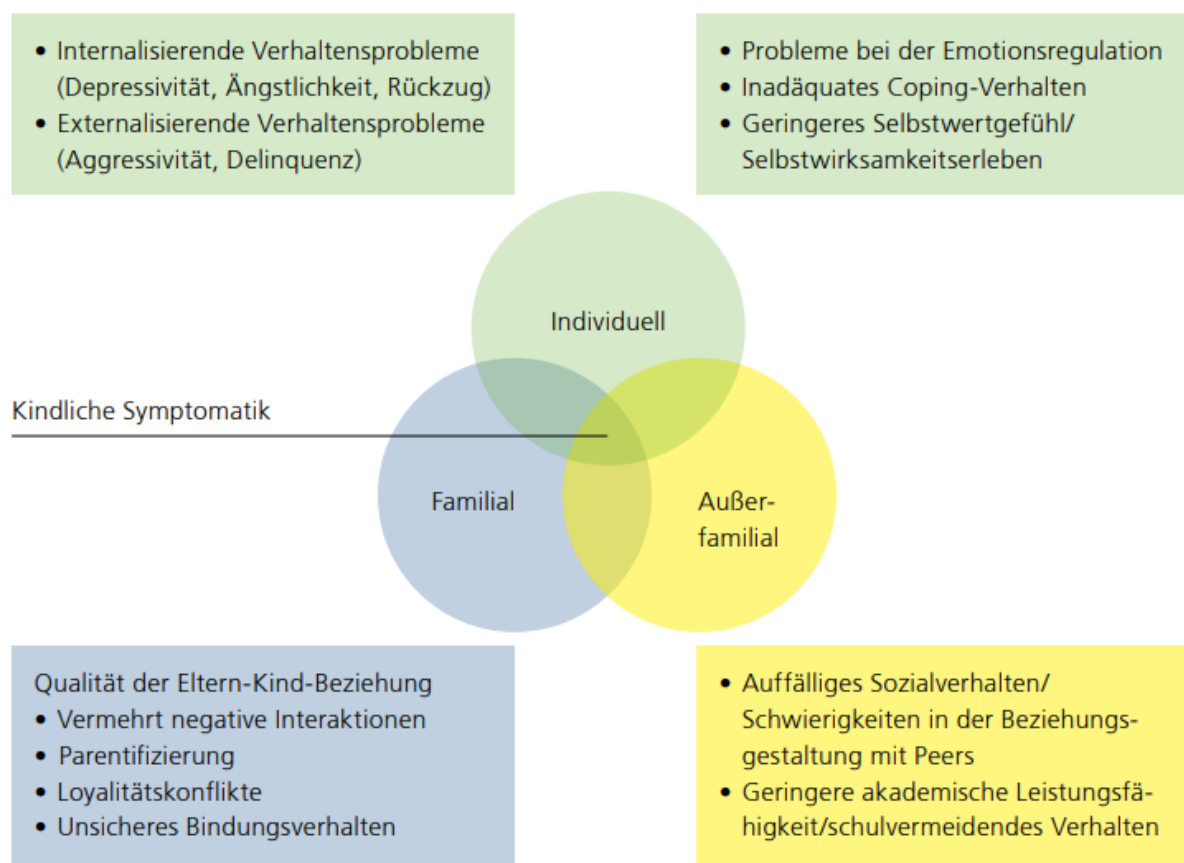 • Internalisierende Verhaltensprobleme
(Depressivität, Ängstlichkeit, Rückzug)
• Externalisierende Verhaltensprobleme
(Aggressivität, Delinquenz)
• Probleme bei der Emotionsregulation
• Inadäquates Coping-Verhalten
• Geringeres Selbstwertgefühl/
Selbstwirksamkeitserleben
Individuell
Kindliche Symptomatik
Familial
Außer-
familial
Qualität der Eltern-Kind-Beziehung
• Vermehrt negative Interaktionen
• Parentifizierung
• Loyalitätskonflikte
• Unsicheres Bindungsverhalten
• Auffälliges Sozialverhalten/
Schwierigkeiten in der Beziehungs-
gestaltung mit Peers
• Geringere akademische Leistungsfä-
higkeit/schulvermeidendes Verhalten